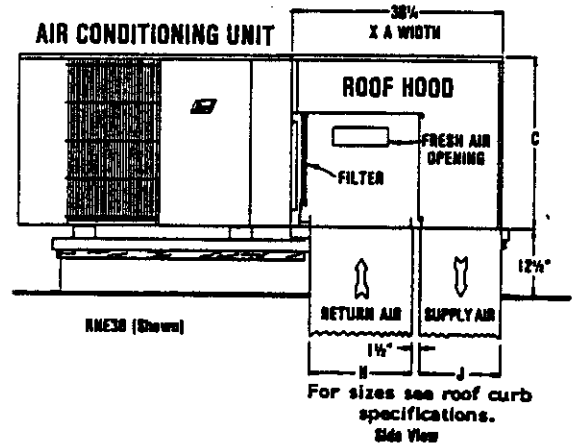 38¼
AIR CONDITIONING UNIT
X A WIDTH
ROOF HOOD
C
FRESH AIR
OPENING
FILTER
12½"
RETURN AIR
SUPPLY AIR
(Shown)
1½"
H
J
For sizes see roof curb
specifications.
Side View